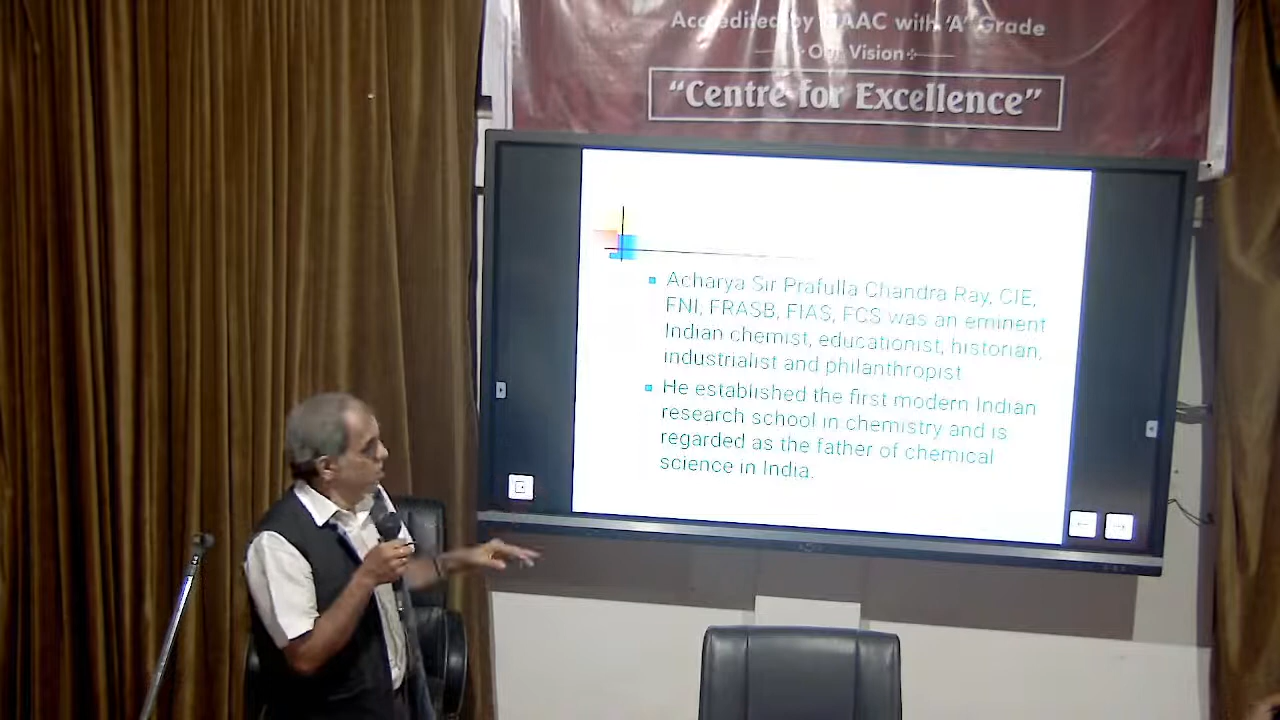 Accredited by NAAC with 'A' Grade
Our Vision
"Centre for Excellence"
Acharya Sir Prafulla Chandra Ray, CIE,
FNI, FRASB, FIAS, FCS was an eminent
Indian chemist, educationist, historian,
industrialist and philanthropist
He established the first modern Indian
research school in chemistry and is
regarded as the father of chemical
science in India.